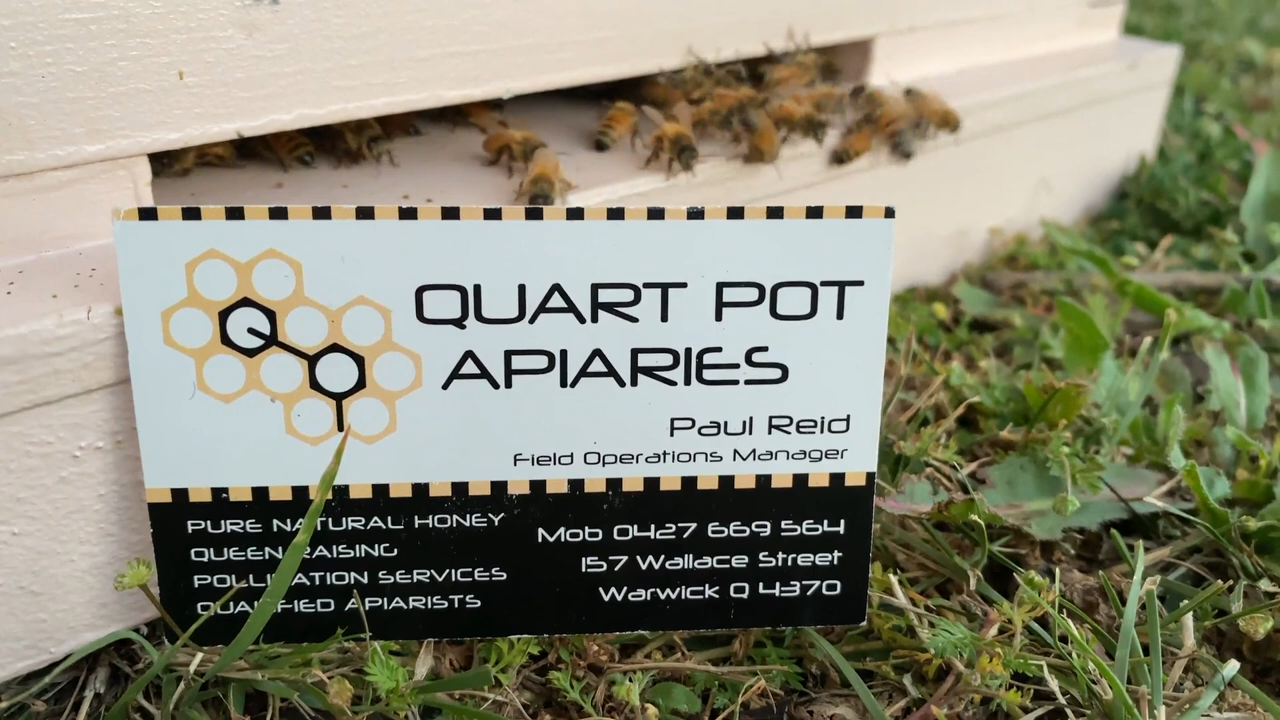 QUART POT
APIARIES
Paul Reid
Field Operations Manager
PURE NATURAL HONEY
QUEEN RAISING
POLLINATION SERVICES
QUALIFIED APIARISTS
Mob 0427 669 564
157 Wallace Street
Warwick Q 4370